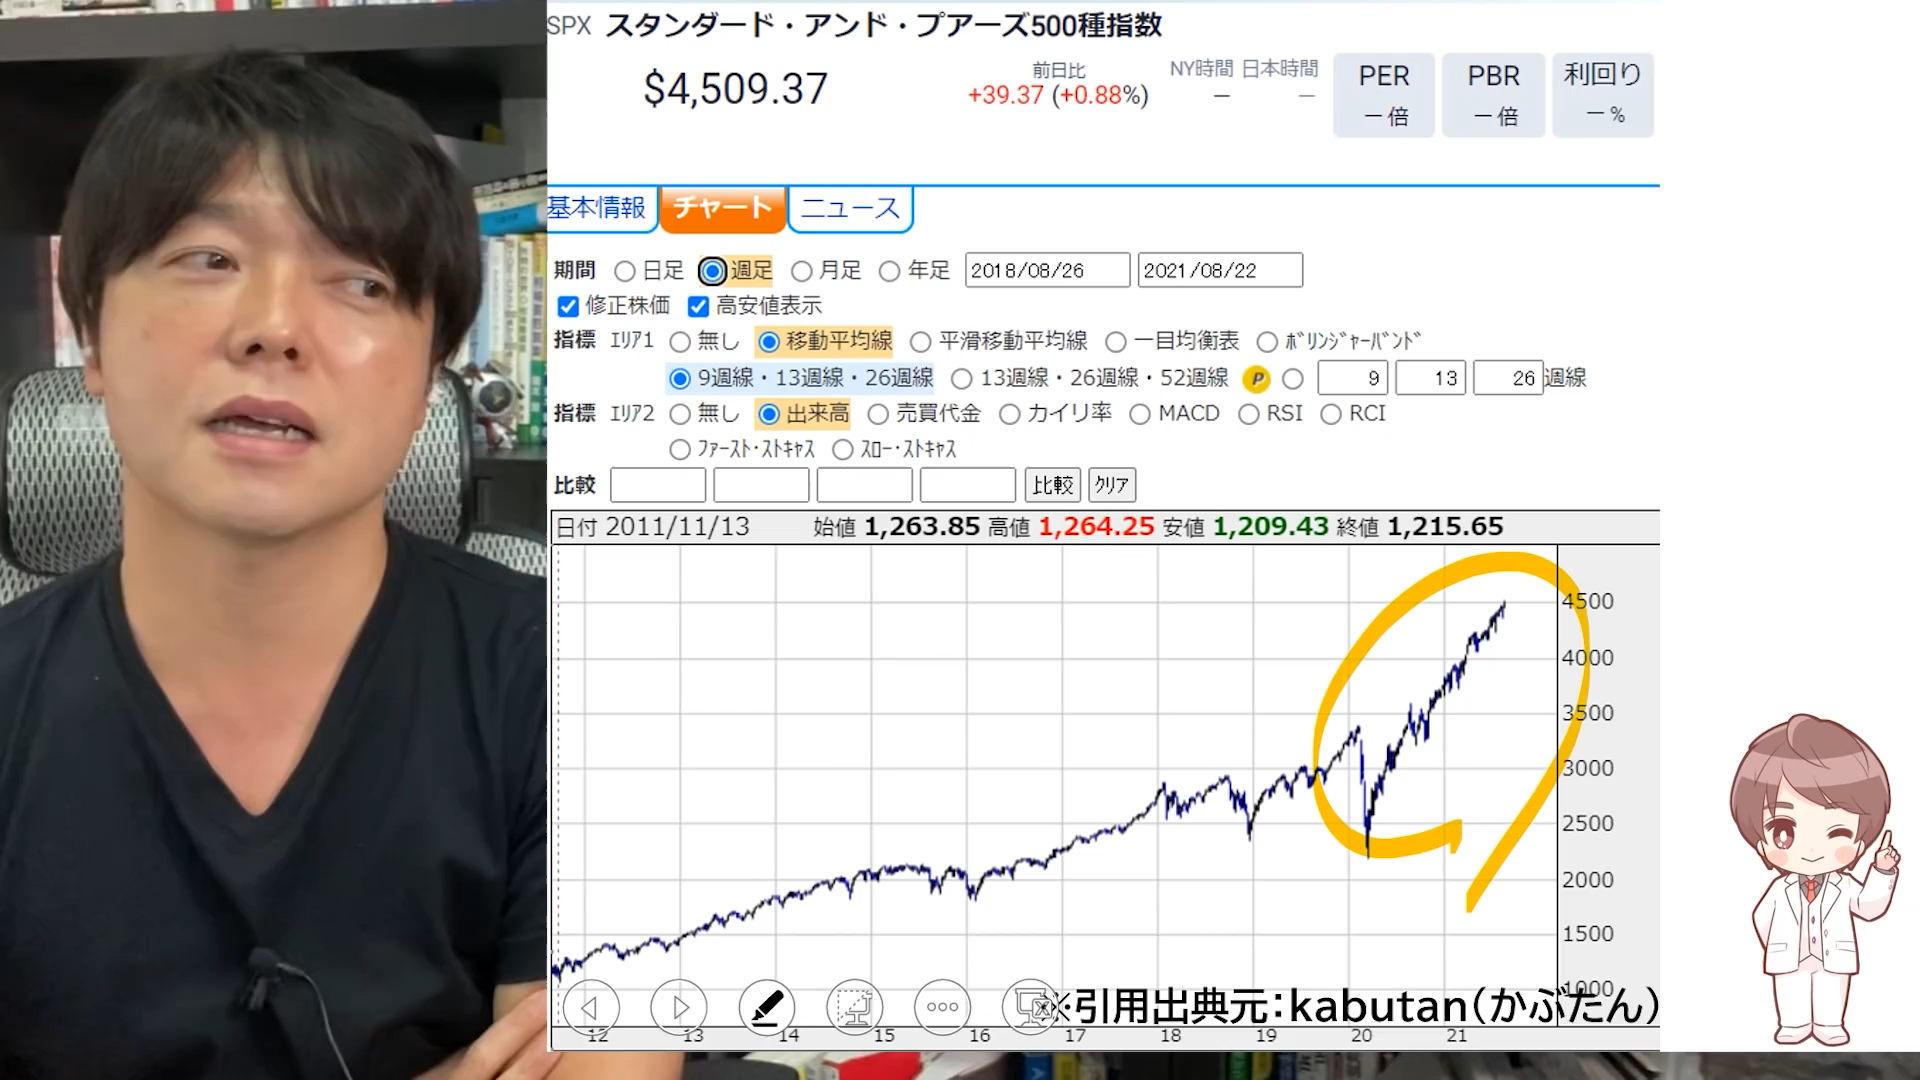 SPX スタンダード・アンド・プアーズ500種指数
$4,509.37
前日比
+39.37 (+0.88%)
NY時間 日本時間
－ －
PER
－倍
PBR
－倍
利回り
－%
基本情報 チャート ニュース
期間 日足 週足 月足 年足 2018/08/26 2021/08/22
修正株価 高安値表示
指標 ｴﾘｱ1 無し 移動平均線 平滑移動平均線 一目均衡表 ﾎﾞﾘﾝｼﾞｬｰﾊﾞﾝﾄﾞ
9週線・13週線・26週線 13週線・26週線・52週線 P 9 13 26 週線
指標 ｴﾘｱ2 無し 出来高 売買代金 カイリ率 MACD RSI RCI
ﾌｧｰｽﾄ･ｽﾄｷｬｽ ｽﾛｰ･ｽﾄｷｬｽ
比較 比較 ｸﾘｱ
日付 2011/11/13 始値 1,263.85 高値 1,264.25 安値 1,209.43 終値 1,215.65
4500
4000
3500
3000
2500
2000
1500
1000
※引用出典元：kabutan（かぶたん）
12 13 14 15 16 17 18 19 20 21